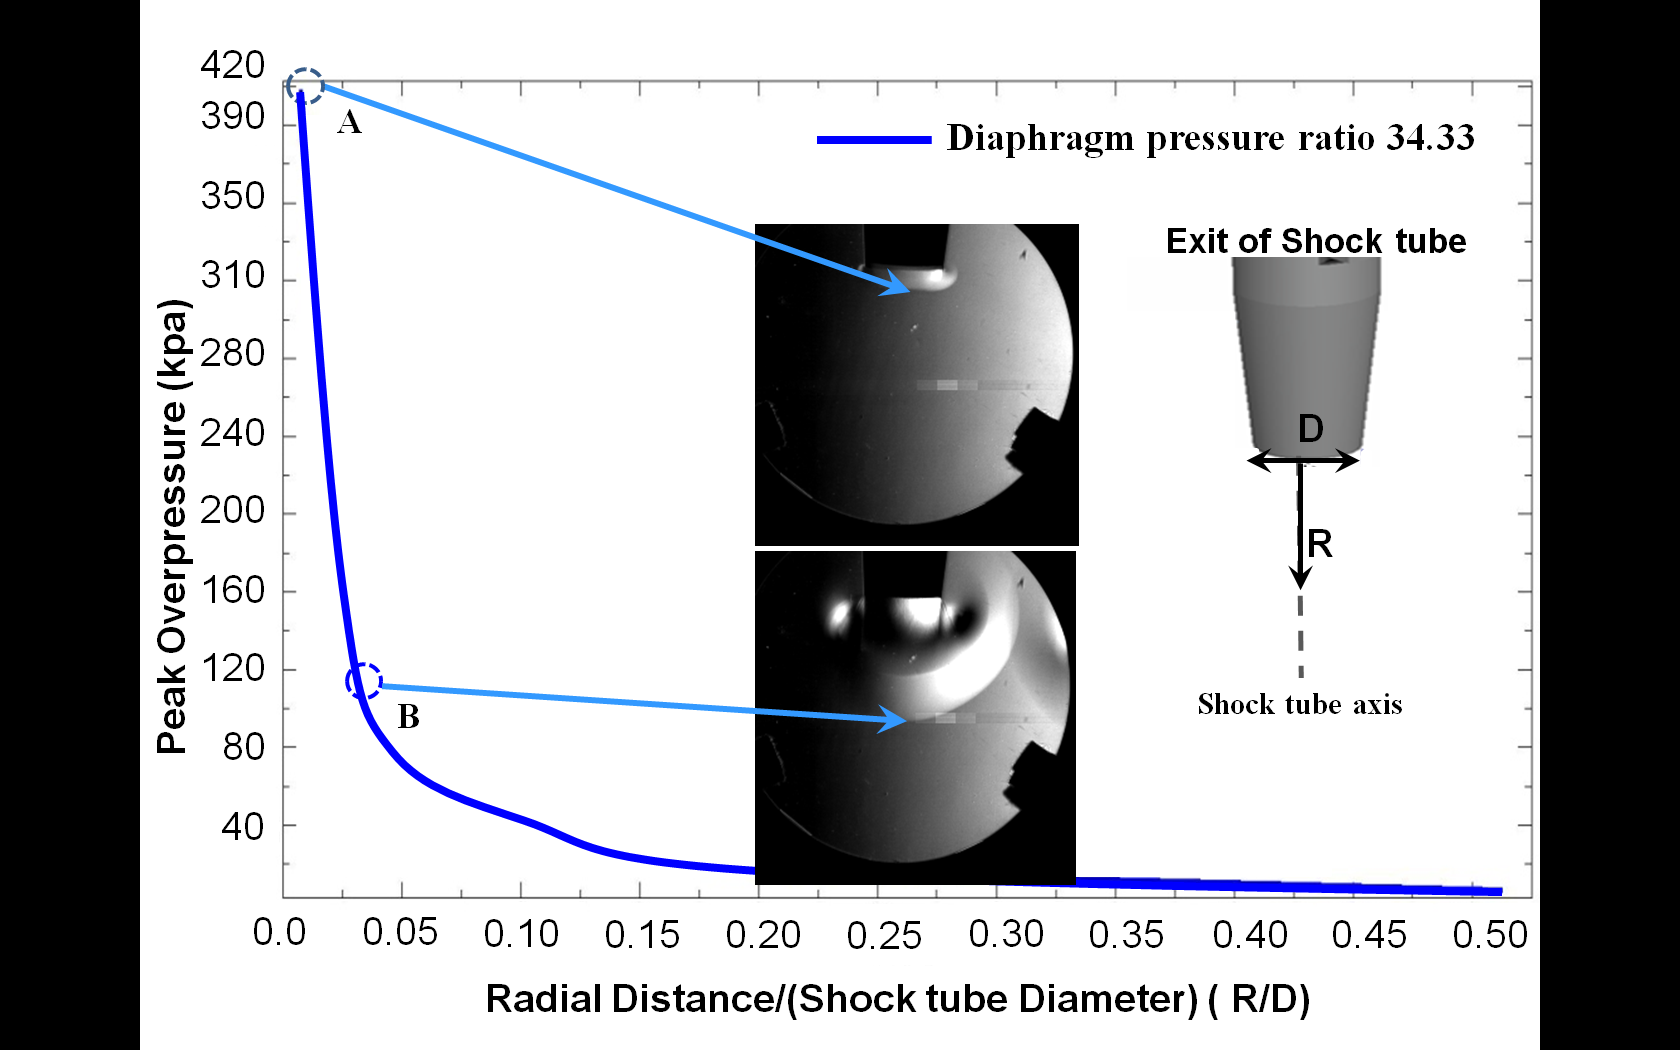 420
390
350
310
280
240
200
160
120
80
40
Peak Overpressure (kpa)
A
B
Diaphragm pressure ratio 34.33
Exit of Shock tube
D
R
Shock tube axis
0.0 0.05 0.10 0.15 0.20 0.25 0.30 0.35 0.40 0.45 0.50
Radial Distance/(Shock tube Diameter) ( R/D)